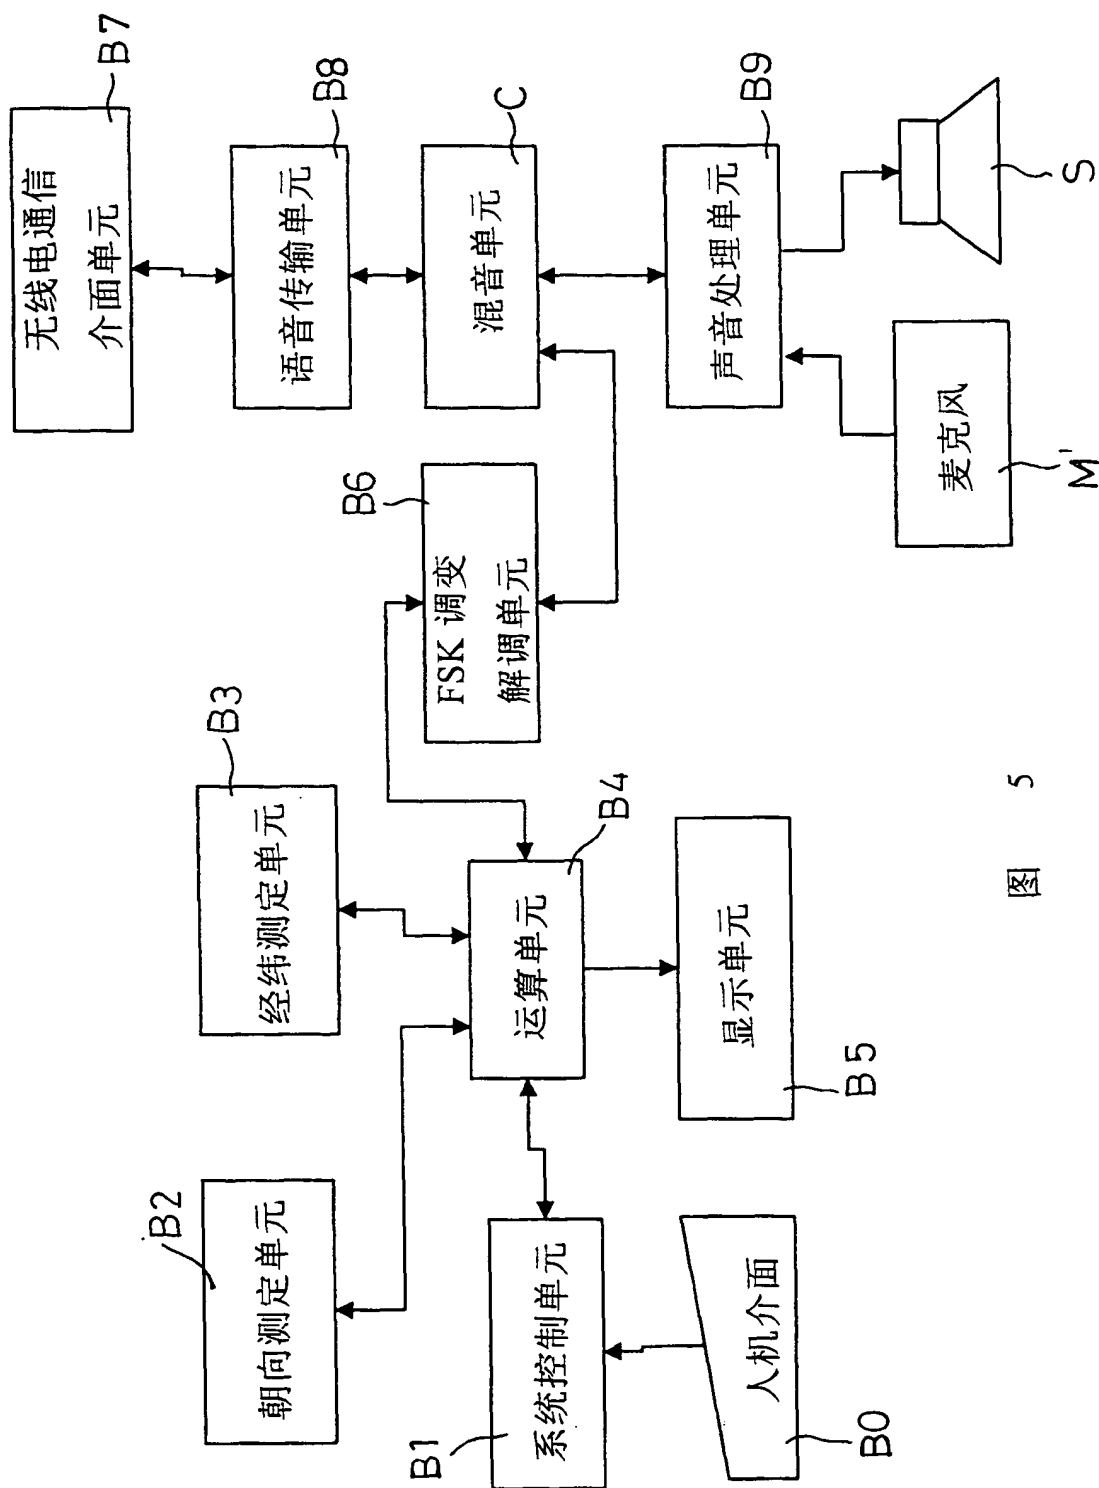 朝向测定单元
B2
经纬测定单元
B3
无线电通信
介面单元
B7
语音传输单元
B8
系统控制单元
B1
运算单元
B4
FSK 调变
解调单元
B6
混音单元
C
人机介面
B0
显示单元
B5
声音处理单元
B9
麦克风
M'
S
图 5